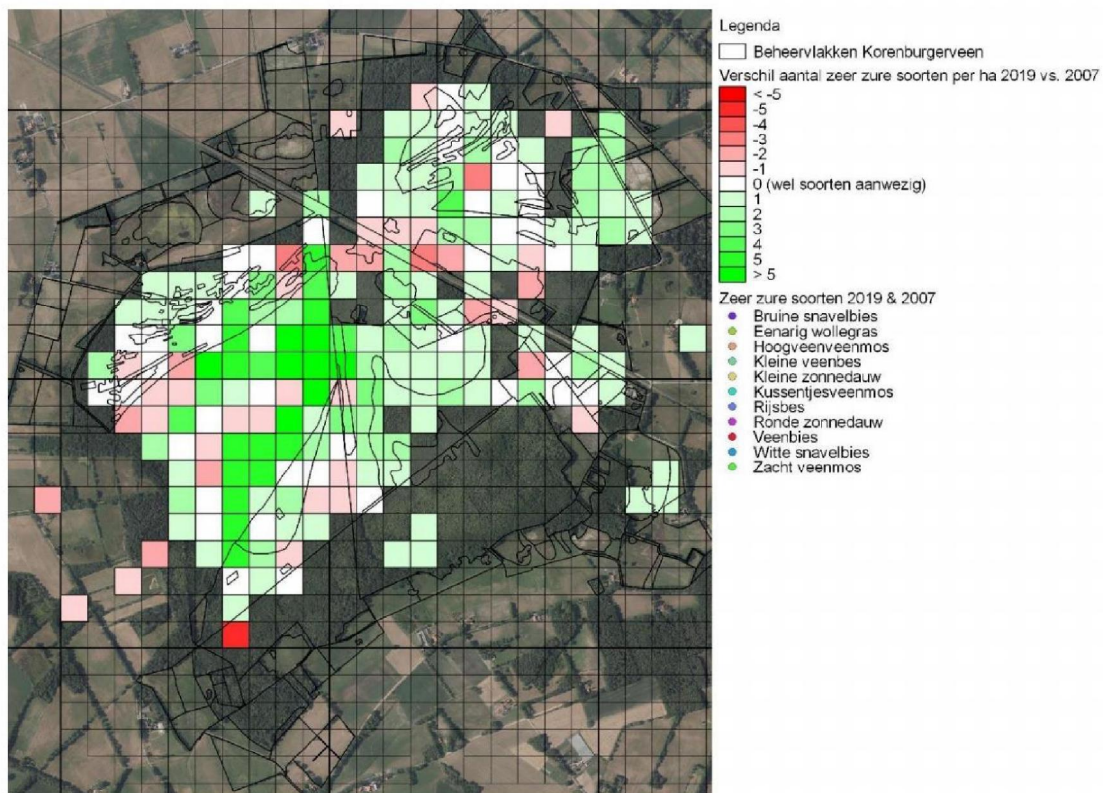 Legenda
Beheervlakken Korenburgerveen
Verschil aantal zeer zure soorten per ha 2019 vs. 2007
< -5
-5
-4
-3
-2
-1
0 (wel soorten aanwezig)
1
2
3
4
5
> 5
Zeer zure soorten 2019 & 2007
Bruine snavelbies
Eenarig wollegras
Hoogveenveenmos
Kleine veenbes
Kleine zonnedauw
Kussentjesveenmos
Rijsbes
Ronde zonnedauw
Veenbies
Witte snavelbies
Zacht veenmos